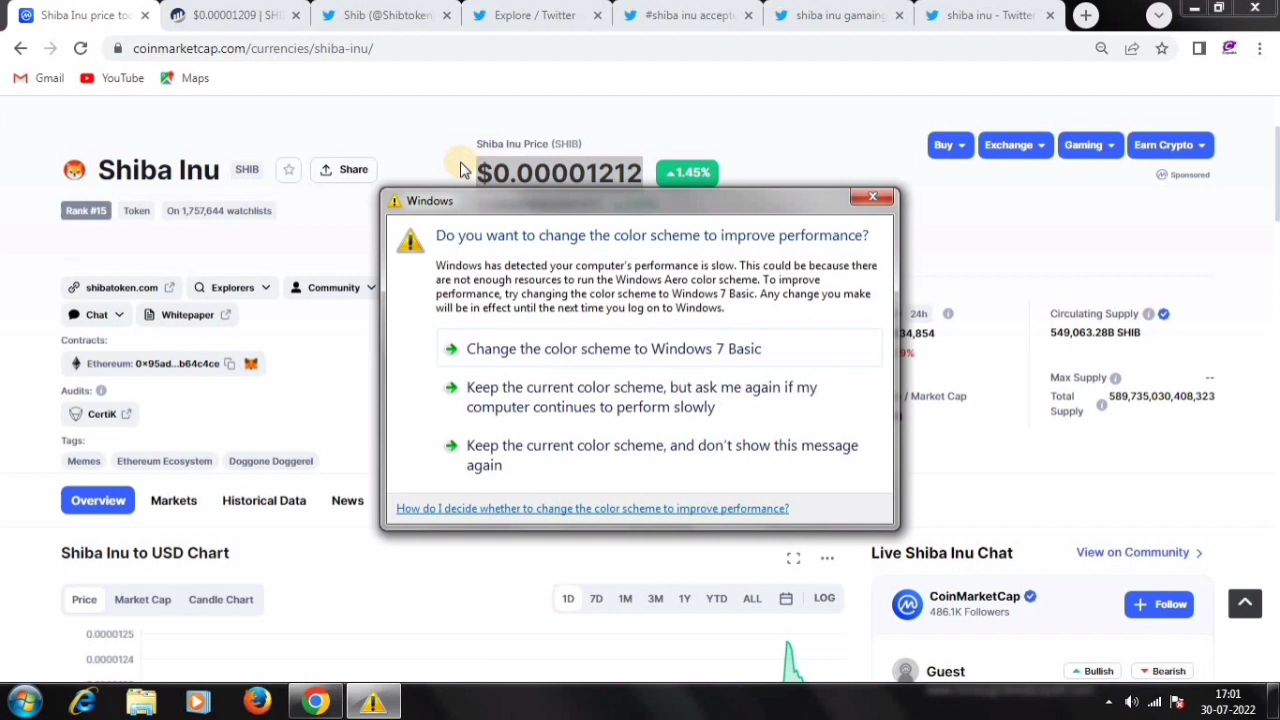 Shiba Inu Price toc
$0.00001209 | SHI
Shib (@Shibtoken
Explore / Twitter
#shiba inu accept
shiba inu gamaing
shiba inu - Twitter
coinmarketcap.com/currencies/shiba-inu/
Gmail
YouTube
Maps
Shiba Inu
SHIB
Share
Shiba Inu Price (SHIB)
$0.00001212
1.45%
Buy
Exchange
Gaming
Earn Crypto
Sponsored
Rank #15
Token
On 1,757,644 watchlists
shibatoken.com
Explorers
Community
Chat
Whitepaper
Contracts:
Ethereum: 0x95ad...b64c4ce
Audits:
CertiK
Tags:
Memes
Ethereum Ecosystem
Doggone Doggerel
Windows
Do you want to change the color scheme to improve performance?
Windows has detected your computer's performance is slow. This could be because there
are not enough resources to run the Windows Aero color scheme. To improve
performance, try changing the color scheme to Windows 7 Basic. Any change you make
will be in effect until the next time you log on to Windows.
Change the color scheme to Windows 7 Basic
Keep the current color scheme, but ask me again if my
computer continues to perform slowly
Keep the current color scheme, and don't show this message
again
How do I decide whether to change the color scheme to improve performance?
24h
34,854
9%
/ Market Cap
Circulating Supply
549,063.28B SHIB
Max Supply
--
Total
Supply
589,735,030,408,323
Overview
Markets
Historical Data
News
Shiba Inu to USD Chart
Price
Market Cap
Candle Chart
1D
7D
1M
3M
1Y
YTD
ALL
LOG
0.0000125
0.0000124
Live Shiba Inu Chat
View on Community
CoinMarketCap
486.1K Followers
Follow
Guest
Bullish
Bearish
17:01
30-07-2022